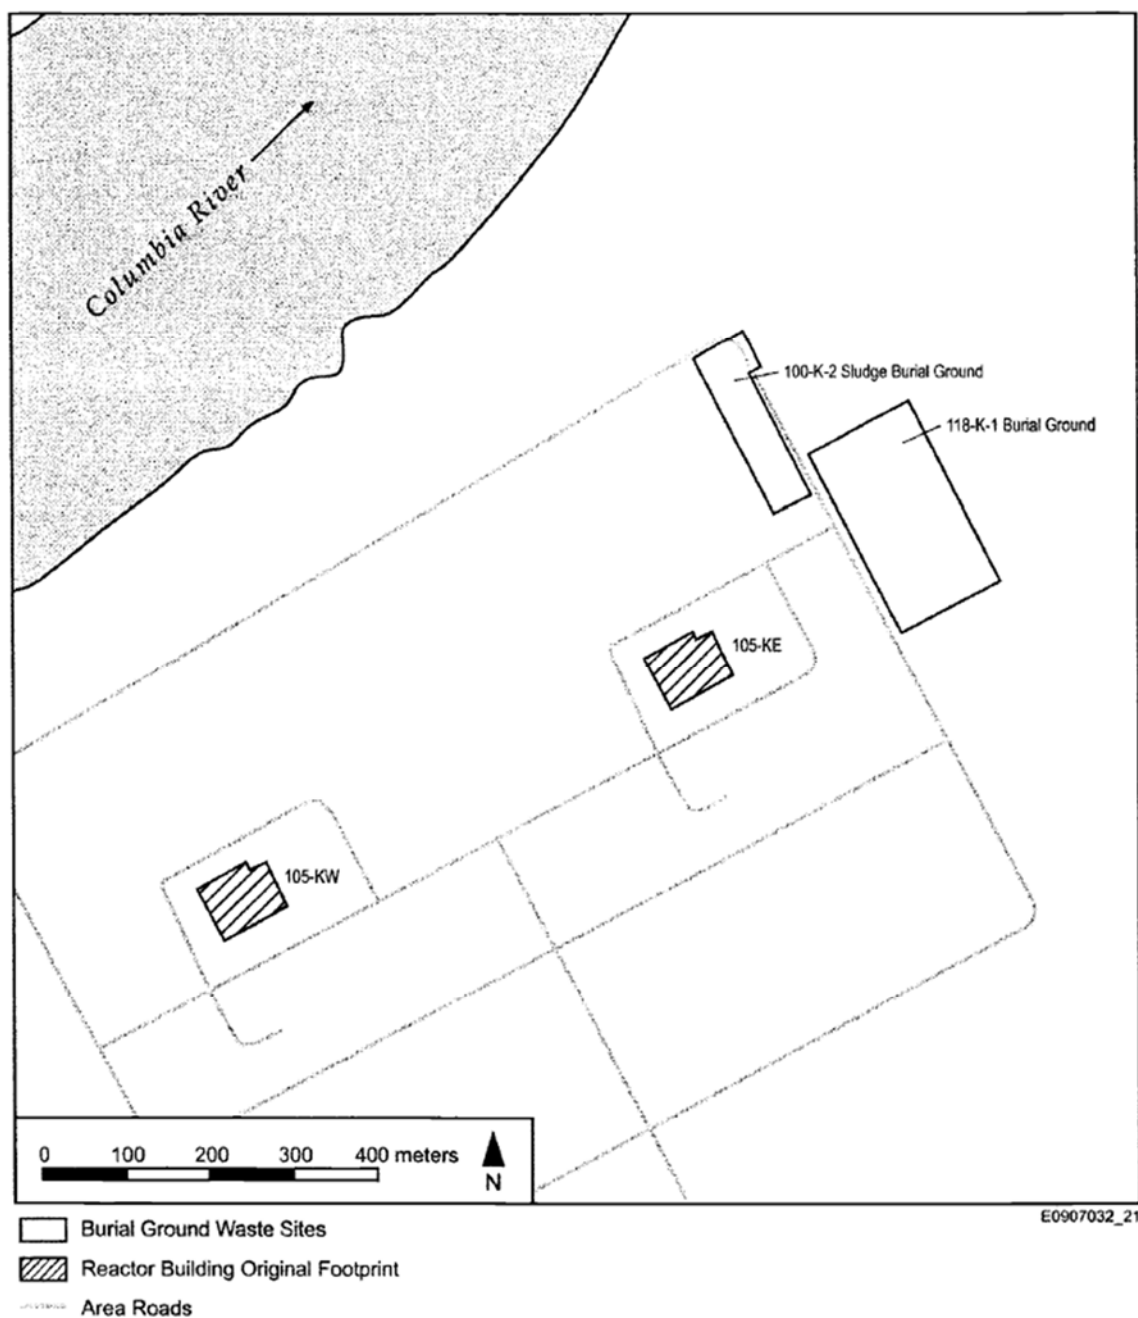 Columbia River
100-K-2 Sludge Burial Ground
118-K-1 Burial Ground
105-KE
105-KW
0 100 200 300 400 meters
N
E0907032_21
Burial Ground Waste Sites
Reactor Building Original Footprint
Area Roads